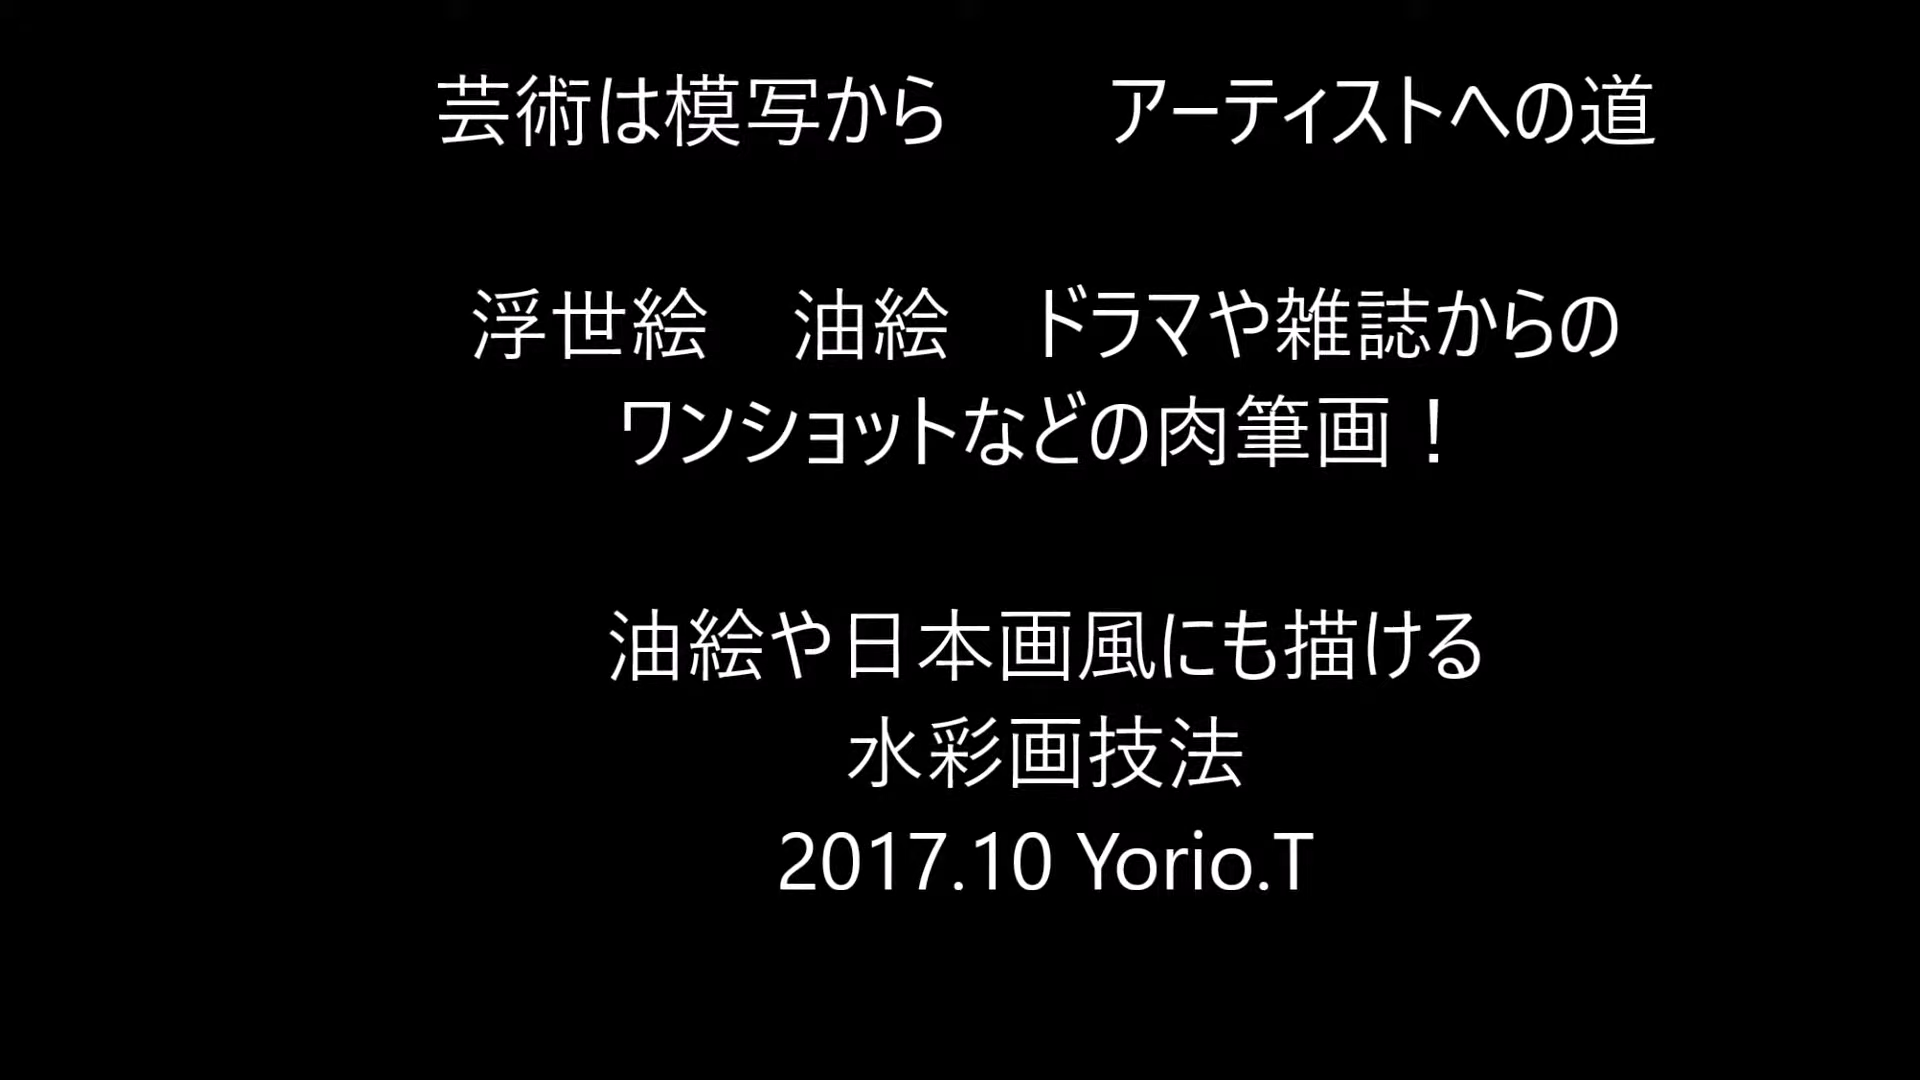 芸術は模写から　　アーティストへの道
浮世絵　油絵　ドラマや雑誌からの
ワンショットなどの肉筆画！
油絵や日本画風にも描ける
水彩画技法
2017.10 Yorio.T